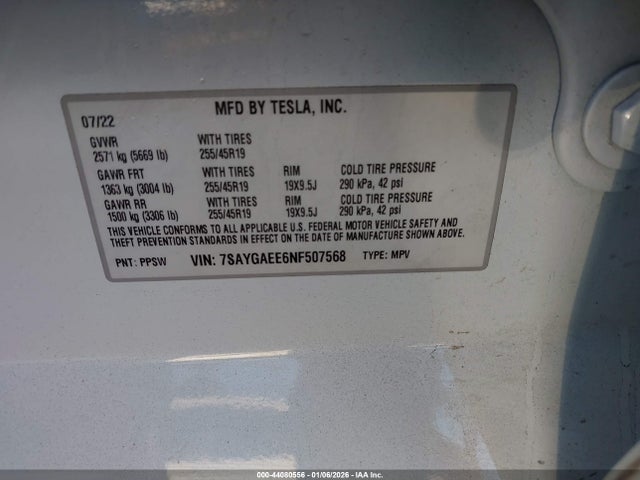 07/22 MFD BY TESLA, INC.
GVWR WITH TIRES
2571 kg (5669 lb) 255/45R19
GAWR FRT WITH TIRES RIM COLD TIRE PRESSURE
1363 kg (3004 lb) 255/45R19 19X9.5J 290 kPa, 42 psi
GAWR RR WITH TIRES RIM COLD TIRE PRESSURE
1500 kg (3306 lb) 255/45R19 19X9.5J 290 kPa, 42 psi
THIS VEHICLE CONFORMS TO ALL APPLICABLE U.S. FEDERAL MOTOR VEHICLE SAFETY AND
THEFT PREVENTION STANDARDS IN EFFECT ON THE DATE OF MANUFACTURE SHOWN ABOVE.
PNT: PPSW VIN: 7SAYGAEE6NF507568 TYPE: MPV
000-44080556 - 01/06/2026 - IAA Inc.